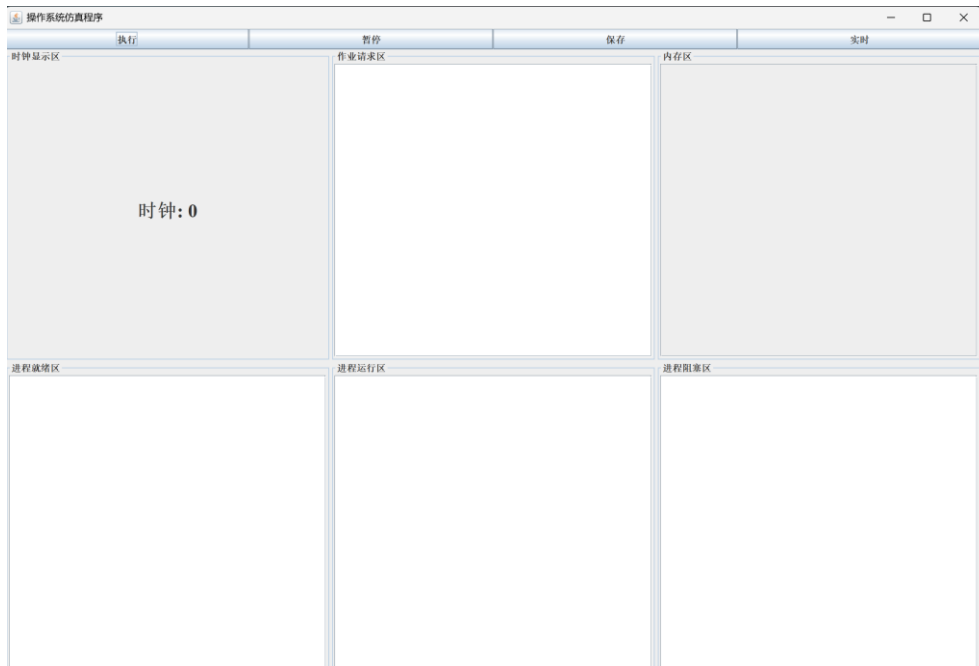 操作系统仿真程序
执行 暂停 保存 实时
时钟显示区 作业请求区 内存区
时钟: 0
进程就绪区 进程运行区 进程阻塞区